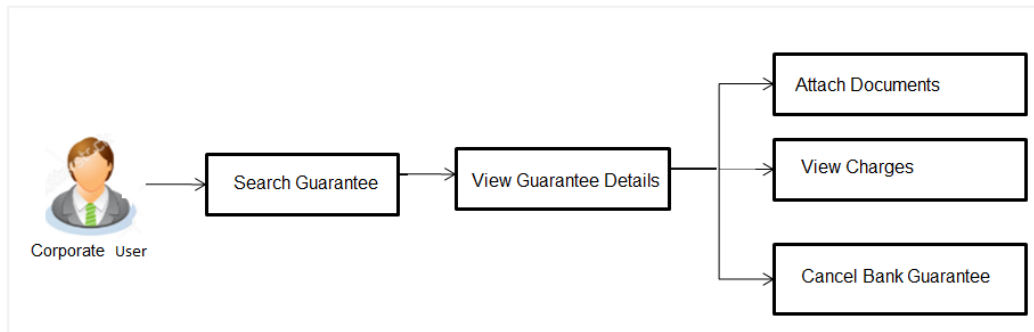 Attach Documents
Search Guarantee
View Guarantee Details
View Charges
Corporate User
Cancel Bank Guarantee